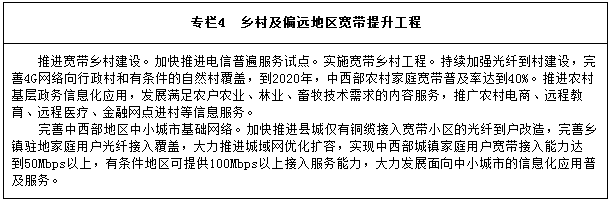 专栏4　乡村及偏远地区宽带提升工程
推进宽带乡村建设。加快推进电信普遍服务试点。实施宽带乡村工程。持续加强光纤到村建设，完
善4G网络向行政村和有条件的自然村覆盖，到2020年，中西部农村家庭宽带普及率达到40%。推进农村
基层政务信息化应用，发展满足农户农业、林业、畜牧技术需求的内容服务，推广农村电商、远程教
育、远程医疗、金融网点进村等信息服务。
完善中西部地区中小城市基础网络。加快推进县城仅有铜缆接入宽带小区的光纤到户改造，完善乡
镇驻地家庭用户光纤接入覆盖，大力推进城域网优化扩容，实现中西部城镇家庭用户宽带接入能力达
到50Mbps以上，有条件地区可提供100Mbps以上接入服务能力，大力发展面向中小城市的信息化应用普
及服务。